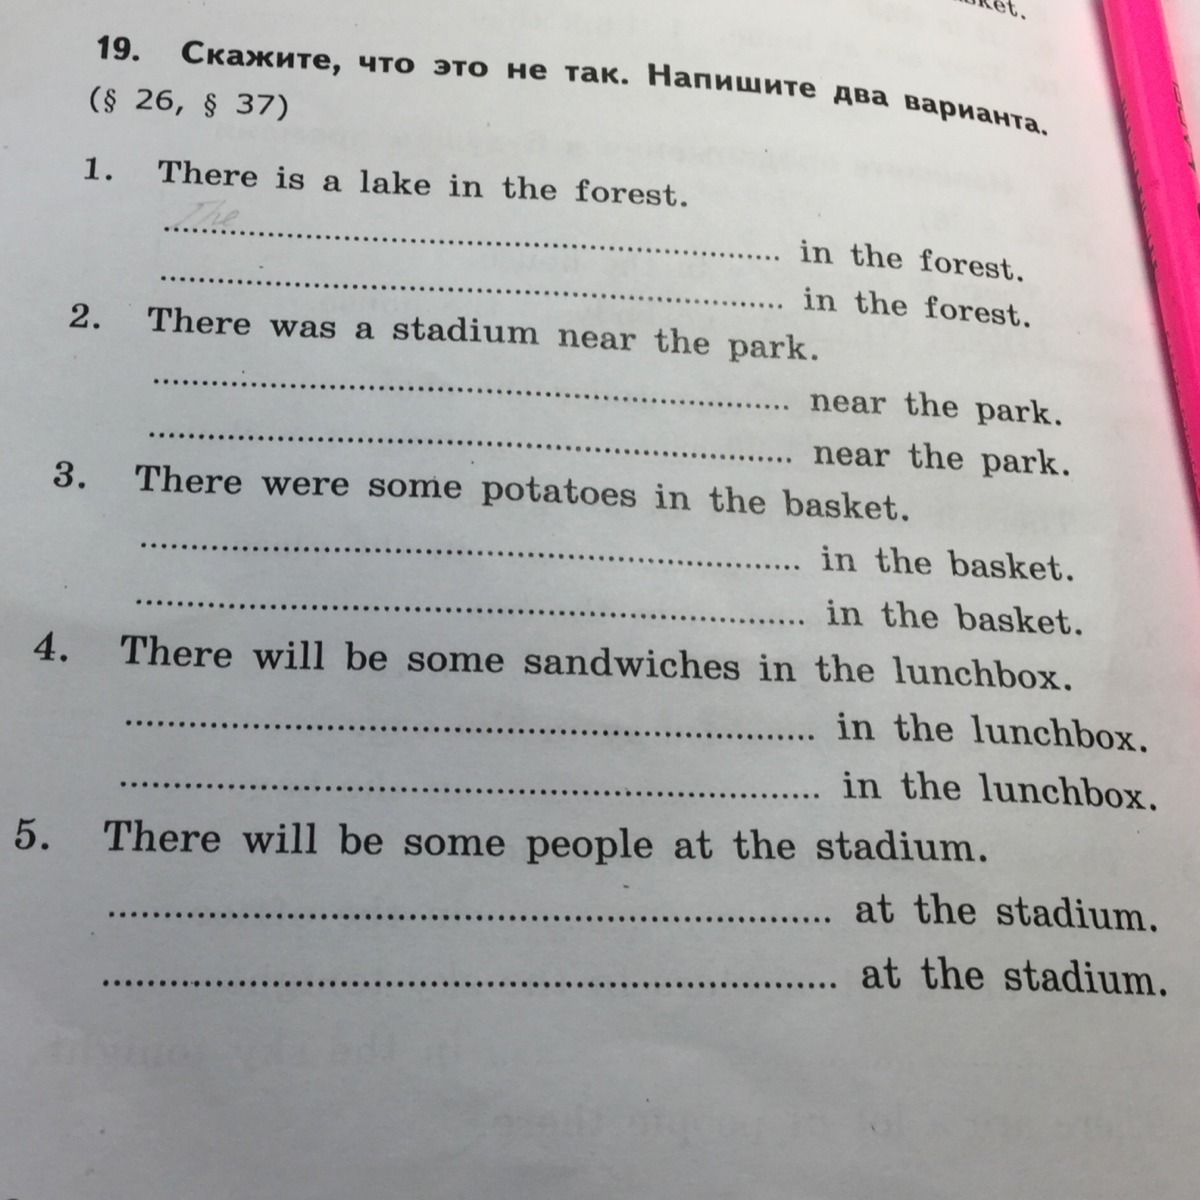 ket.
19. Скажите, что это не так. Напишите два варианта.
(§ 26, § 37)
1. There is a lake in the forest.
The
........ in the forest.
........ in the forest.
2. There was a stadium near the park.
........ near the park.
........ near the park.
3. There were some potatoes in the basket.
........ in the basket.
........ in the basket.
4. There will be some sandwiches in the lunchbox.
........ in the lunchbox.
........ in the lunchbox.
5. There will be some people at the stadium.
........ at the stadium.
........ at the stadium.